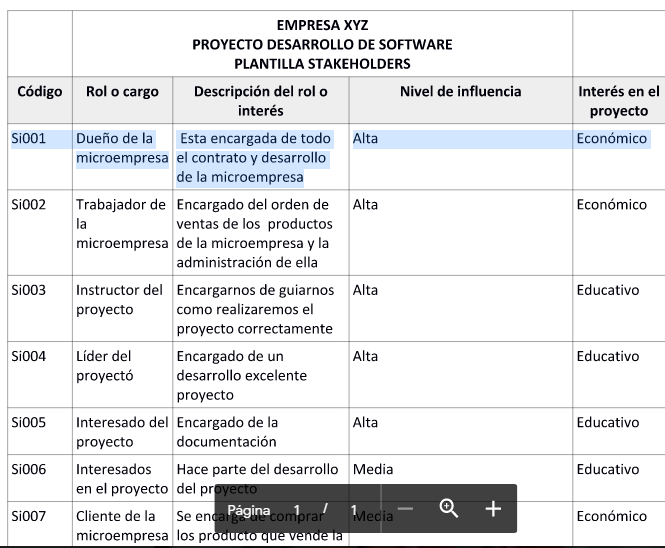 EMPRESA XYZ
PROYECTO DESARROLLO DE SOFTWARE
PLANTILLA STAKEHOLDERS
Código Rol o cargo Descripción del rol o interés Nivel de influencia Interés en el proyecto
Si001 Dueño de la microempresa Esta encargada de todo el contrato y desarrollo de la microempresa Alta Económico
Si002 Trabajador de la microempresa Encargado del orden de ventas de los productos de la microempresa y la administración de ella Alta Económico
Si003 Instructor del proyecto Encargarnos de guiarnos como realizaremos el proyecto correctamente Alta Educativo
Si004 Líder del proyectó Encargado de un desarrollo excelente proyecto Alta Educativo
Si005 Interesado del proyecto Encargado de la documentación Alta Educativo
Si006 Interesados en el proyecto Hace parte del desarrollo del proyecto Media Educativo
Si007 Cliente de la microempresa Se encarga de comprar los producto que vende la Media Económico
Página 1 / 1